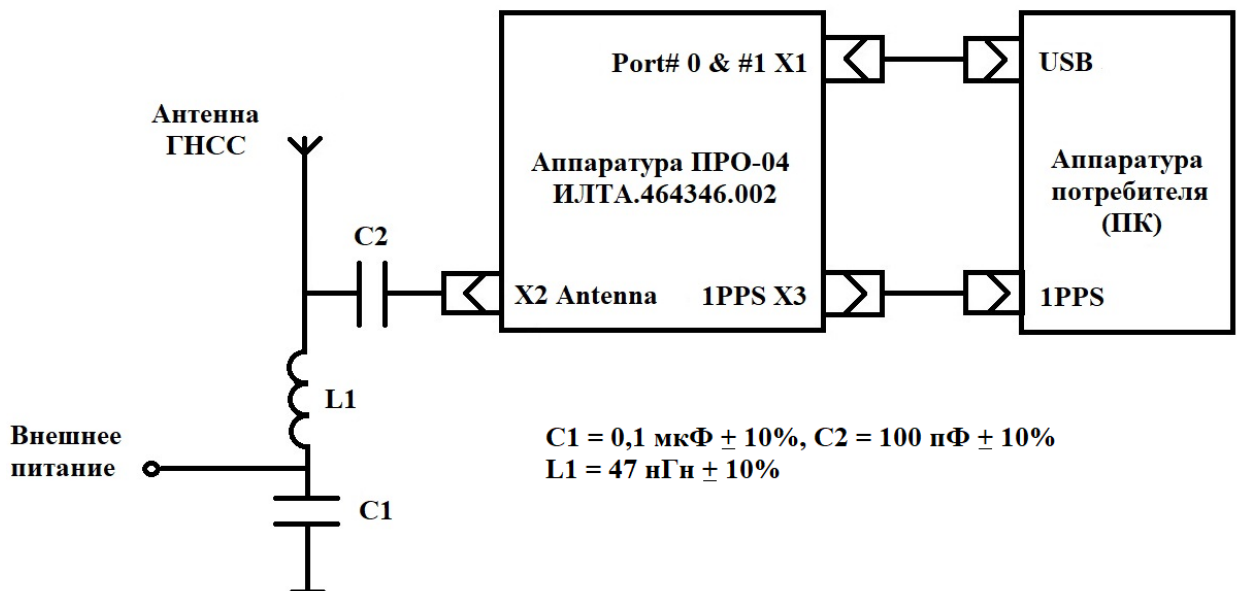 Port# 0 & #1 X1
USB
Антенна
ГНСС
Аппаратура ПРО-04
ИЛТА.464346.002
Аппаратура
потребителя
(ПК)
C2
X2 Antenna
1PPS X3
1PPS
L1
Внешнее
питание
C1
C1 = 0,1 мкФ ± 10%, C2 = 100 пФ ± 10%
L1 = 47 нГн ± 10%